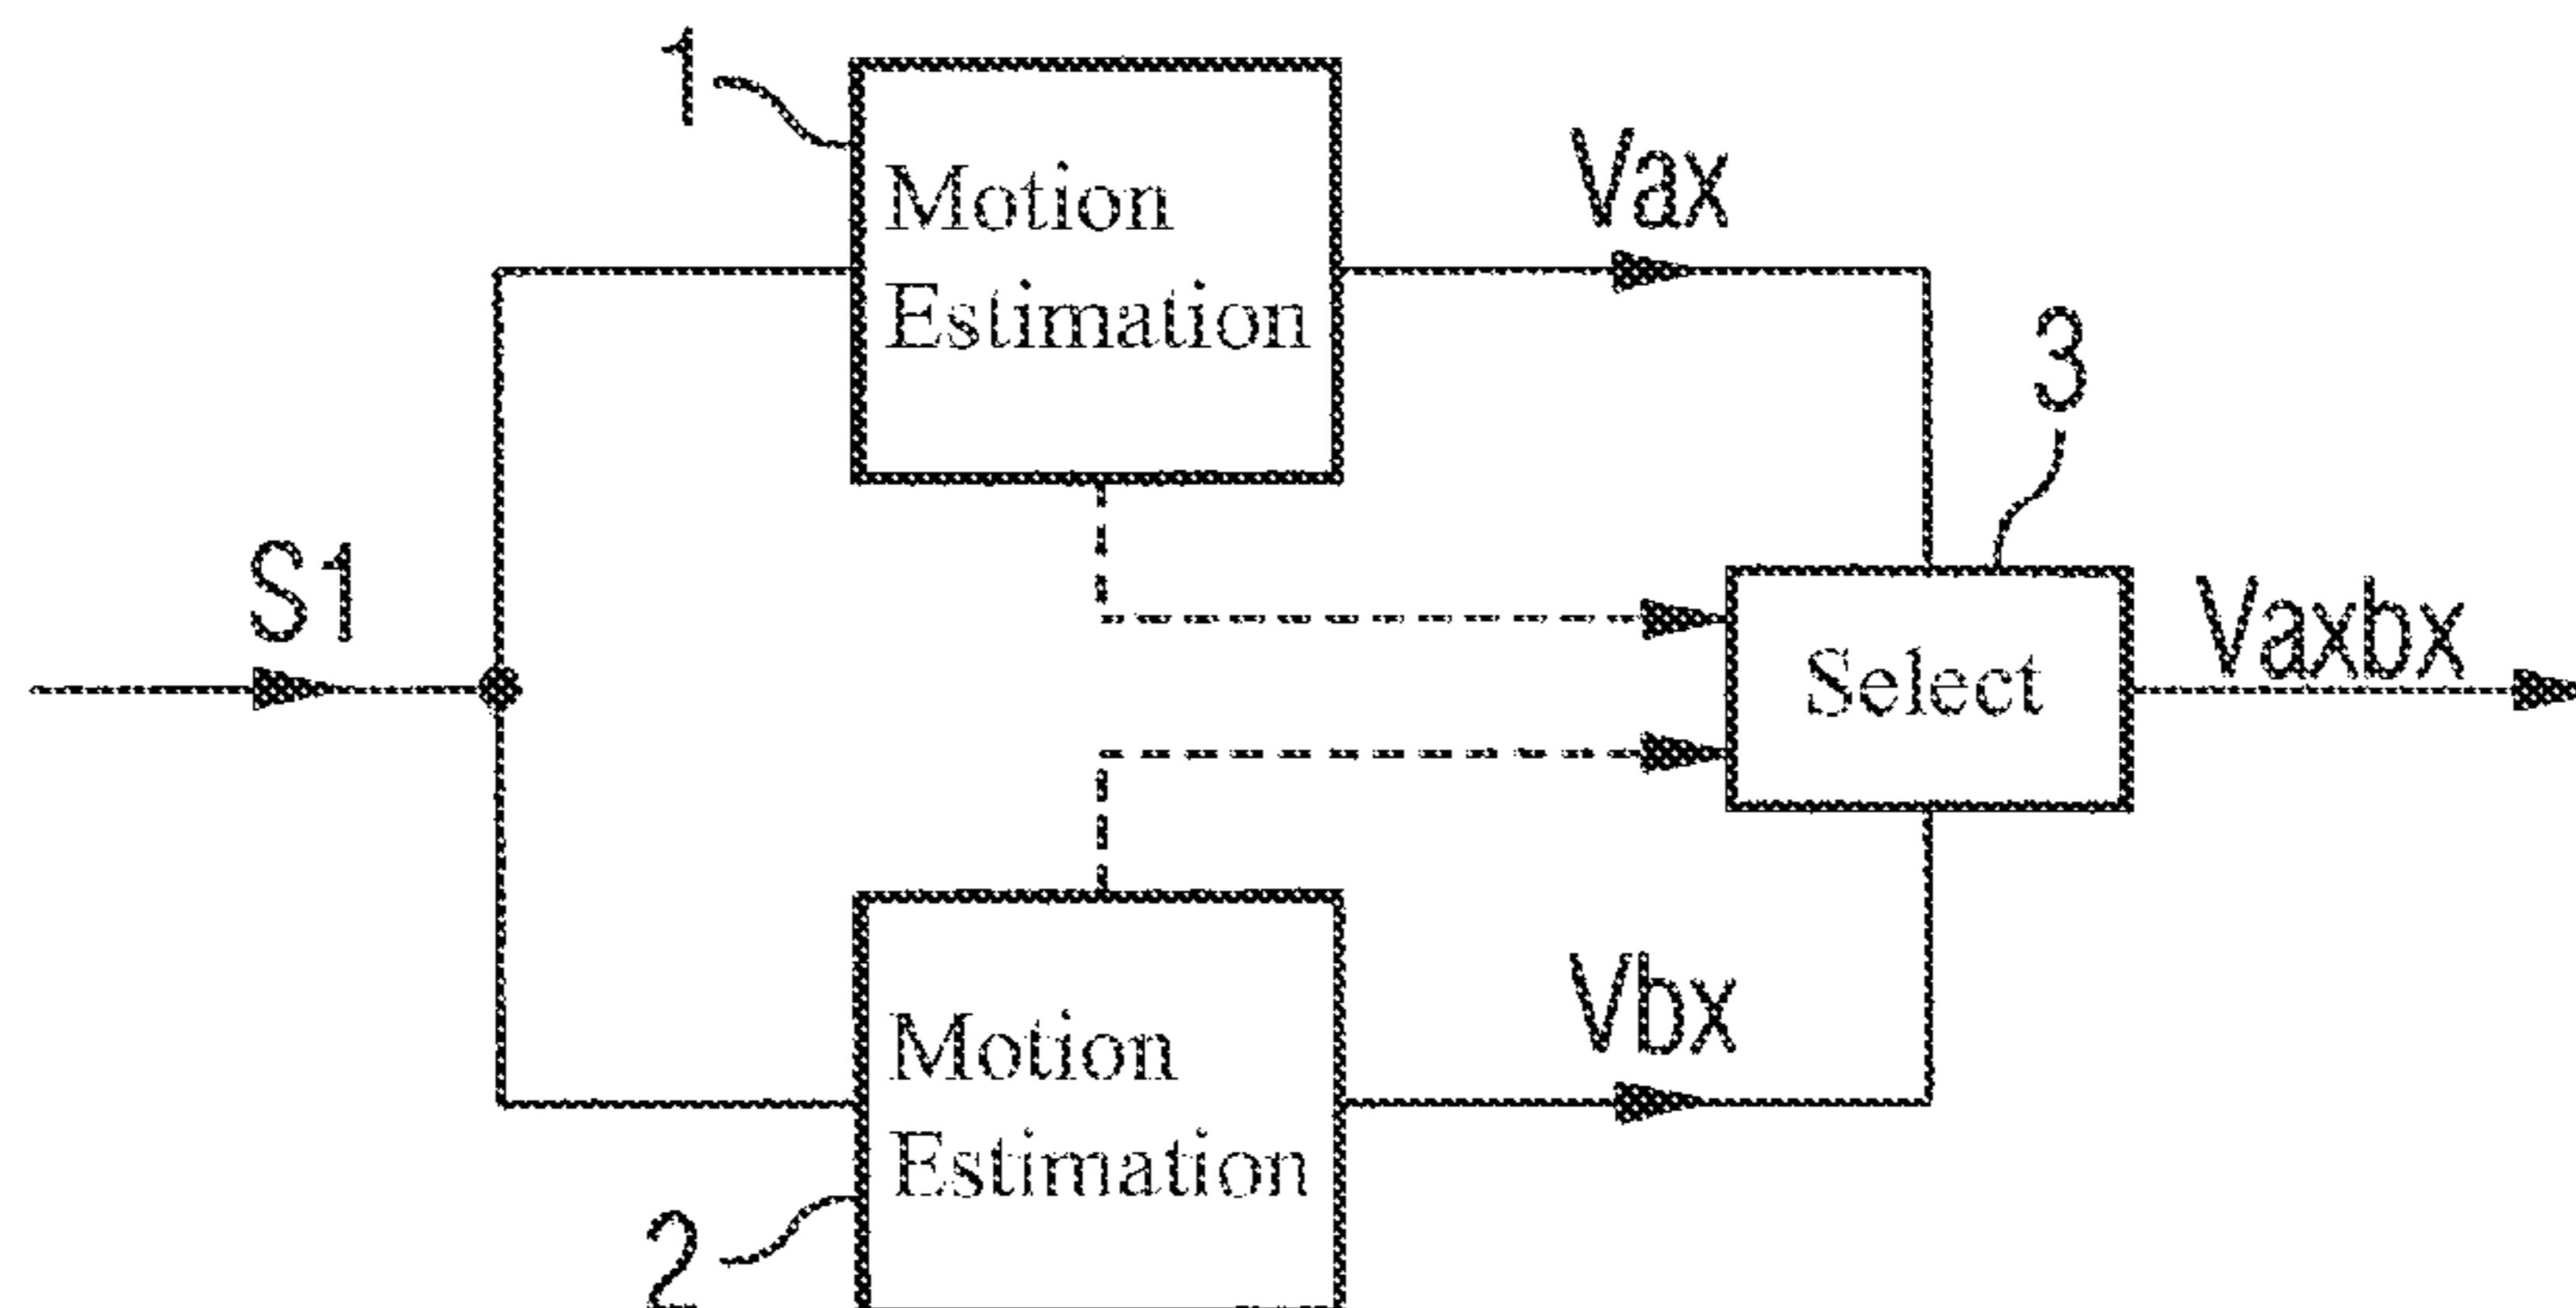 1
Motion
Estimation
Vax
3
S1
Select
Vaxbx
Motion
Estimation
Vbx
2